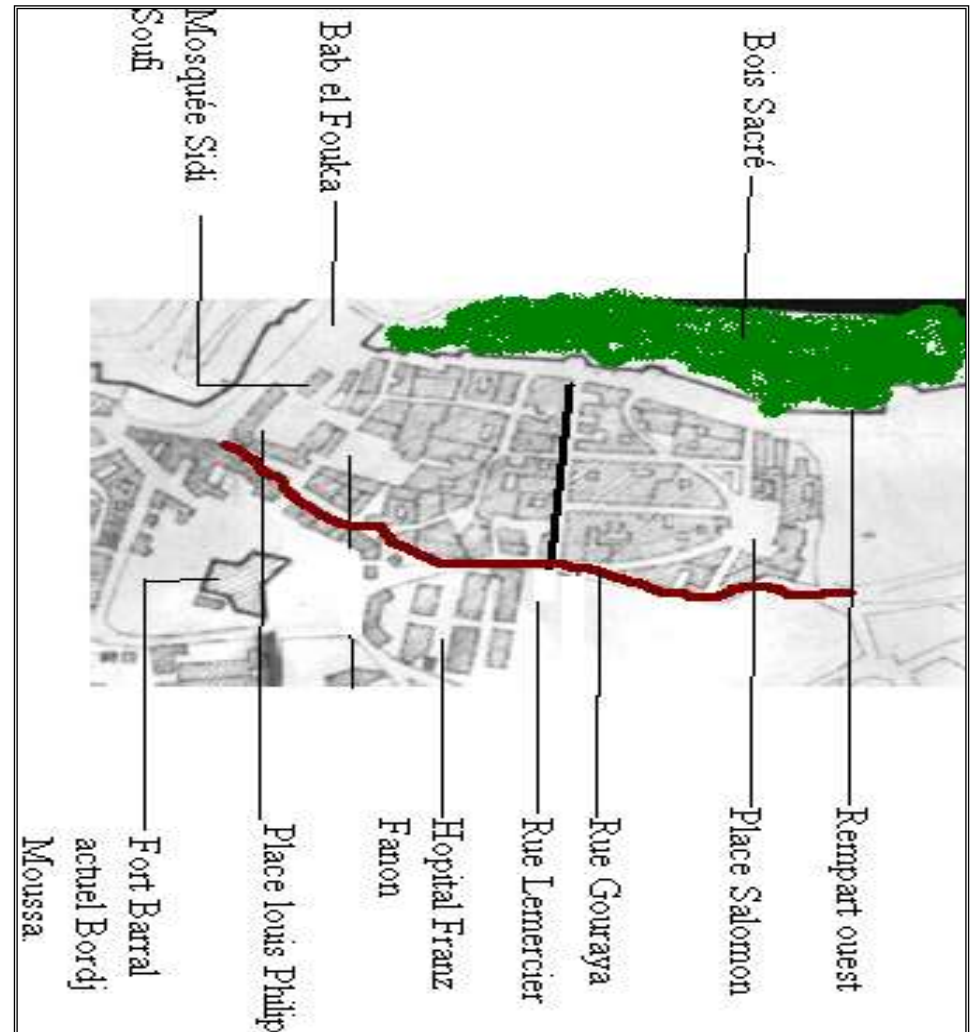 Bois Sacré
Bab el Fouka
Mosquée Sidi
Soufi
Rempart ouest
Place Salomon
Rue Gouraya
Rue Lemercier
Hopital Franz
Fanon
Place louis Philip
Fort Barral
actuel Bordj
Moussa.